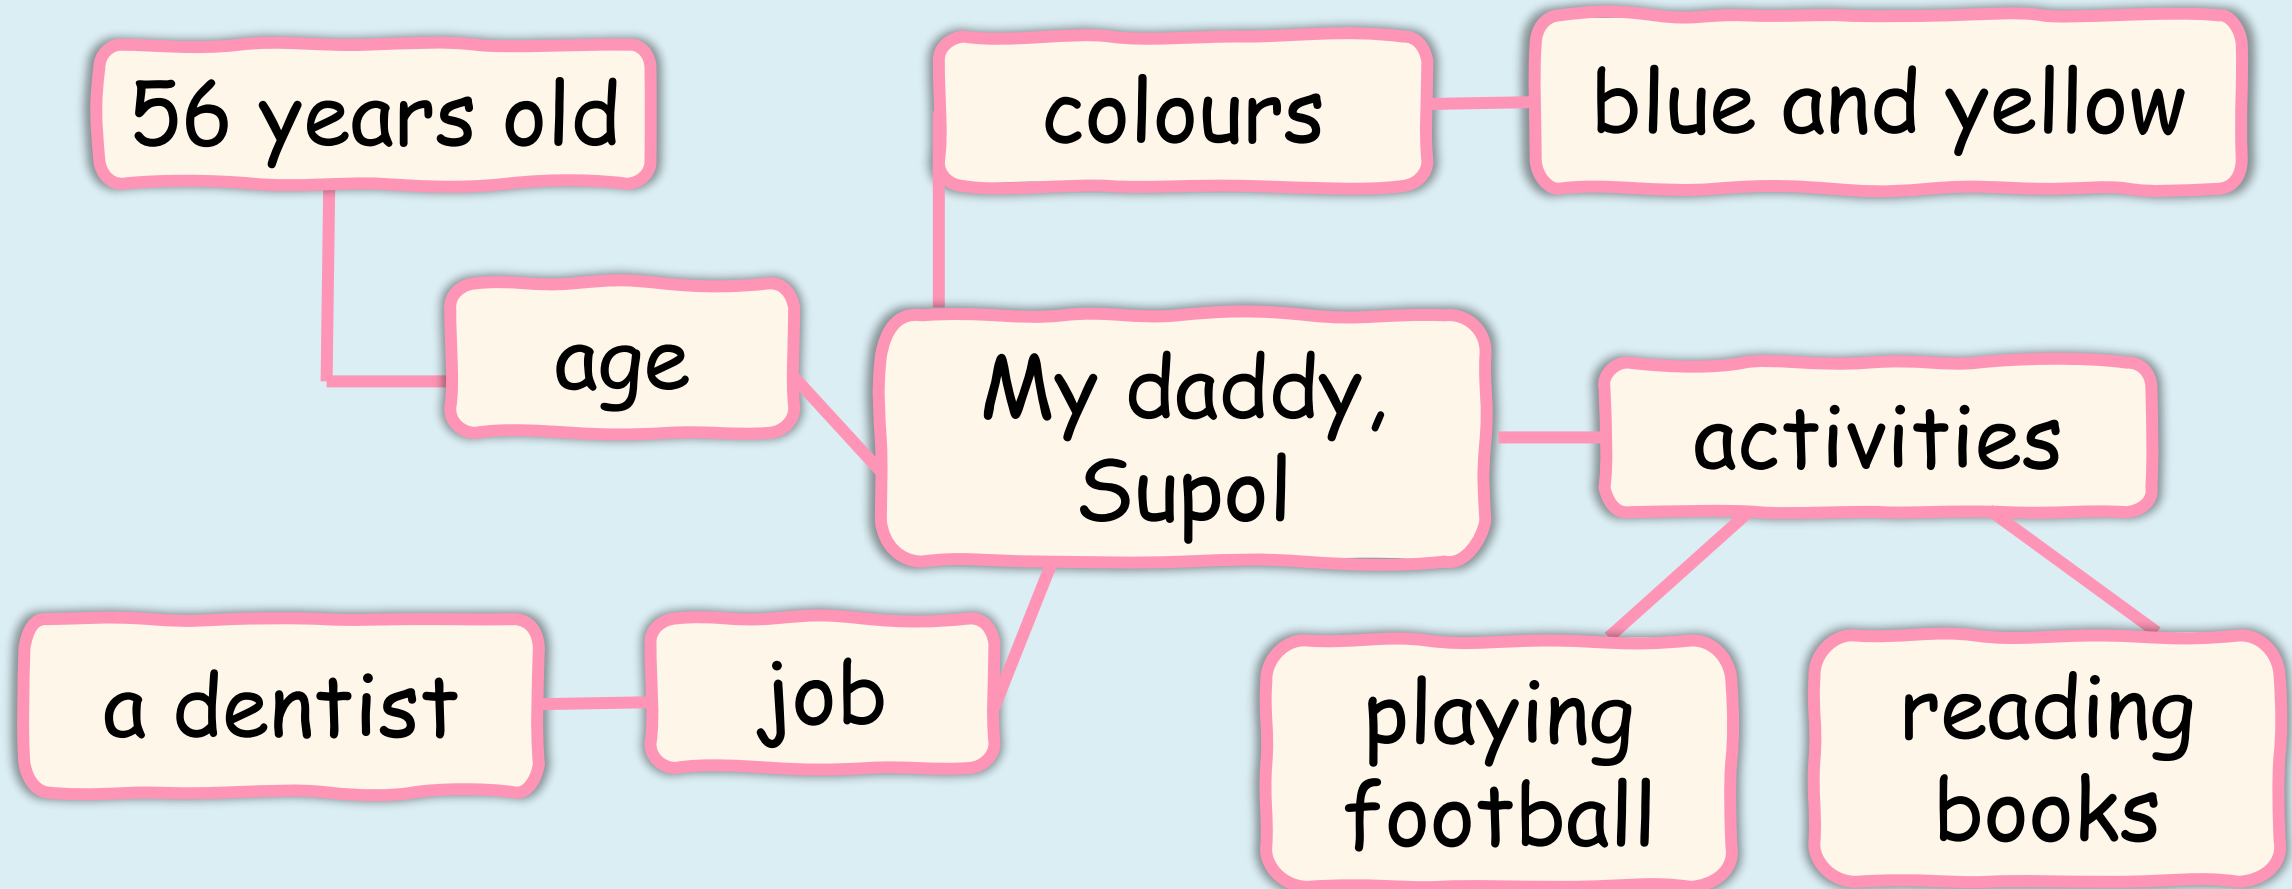 56 years old
colours
blue and yellow
age
My daddy,
Supol
activities
a dentist
job
playing
football
reading
books